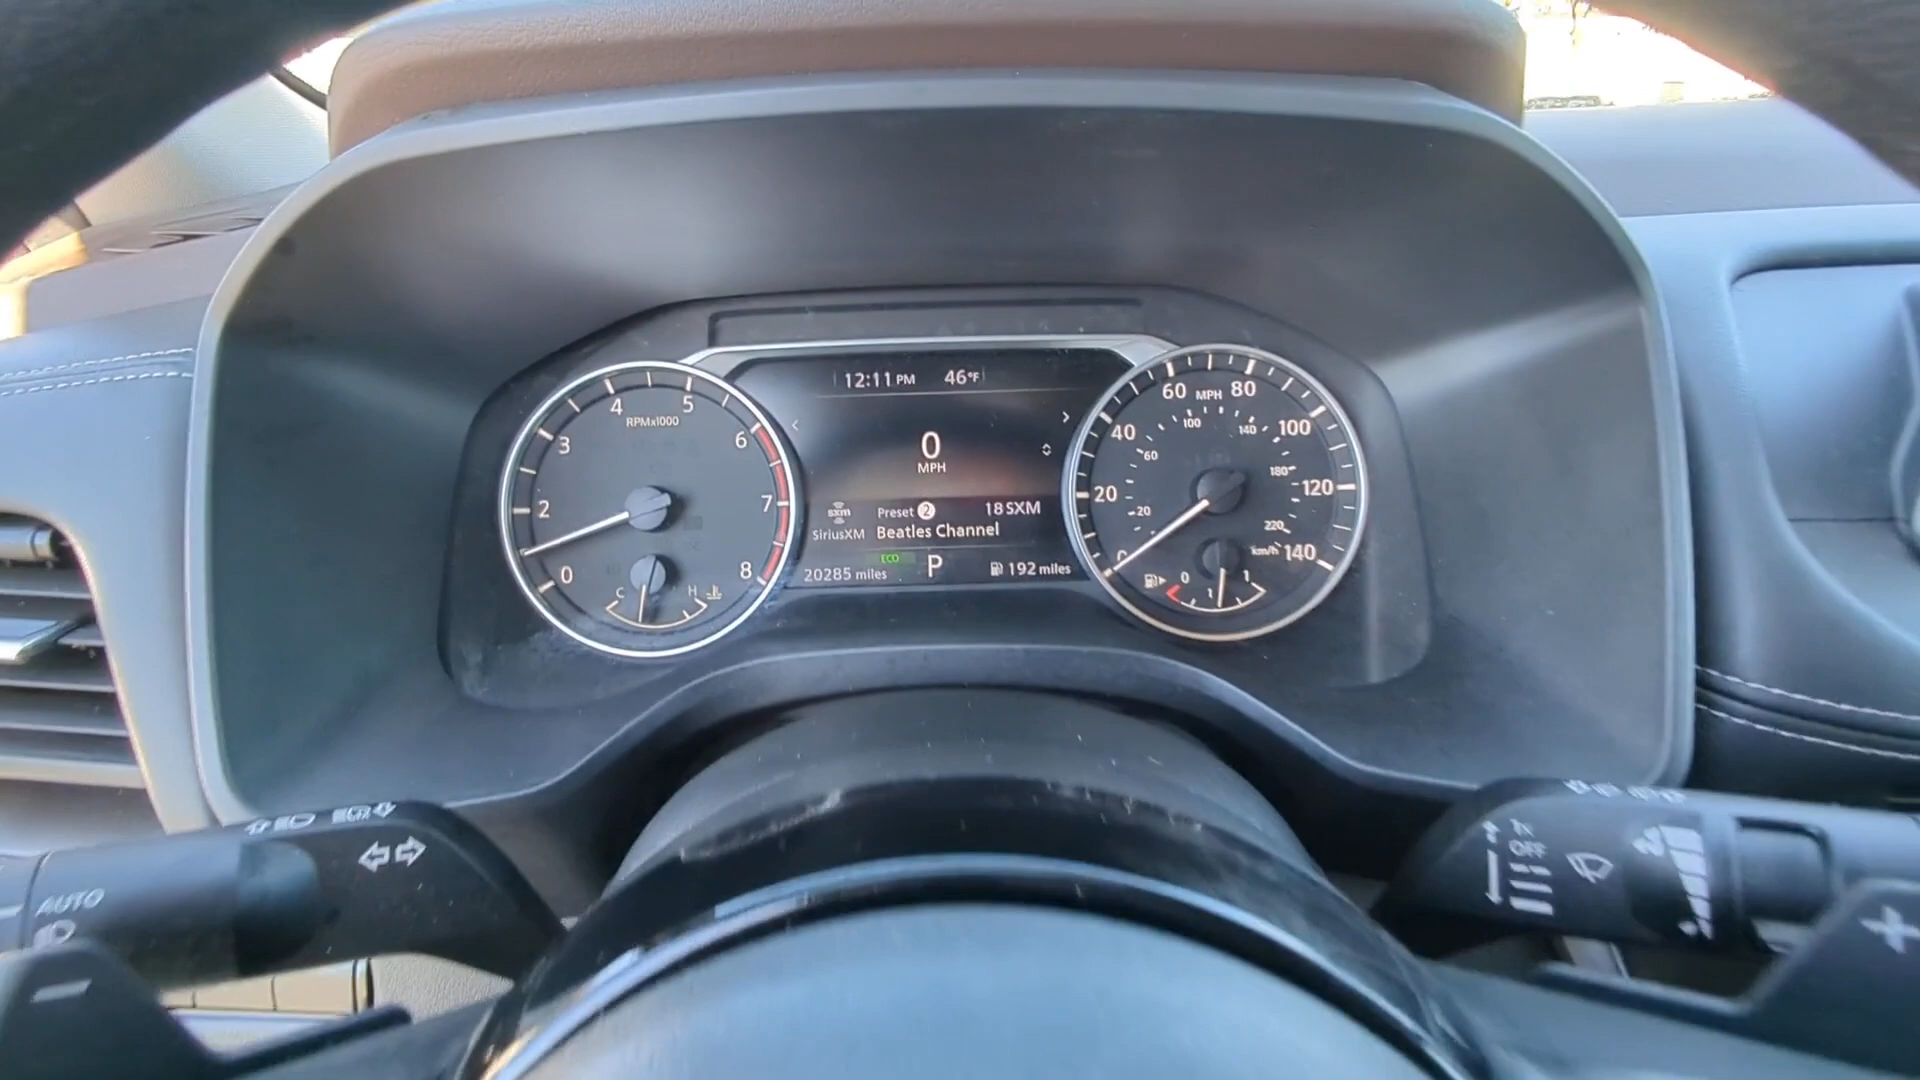 12:11 PM 46°F
0
MPH
sxm
SiriusXM
Preset 2 18 SXM
Beatles Channel
ECO
20285 miles P 192 miles
RPMx1000
0 2 3 4 5 6 7 8
C H
MPH
0 20 40 60 80 100 120 140
20 60 100 140 180 220
km/h
0 1
AUTO
OFF
-
+